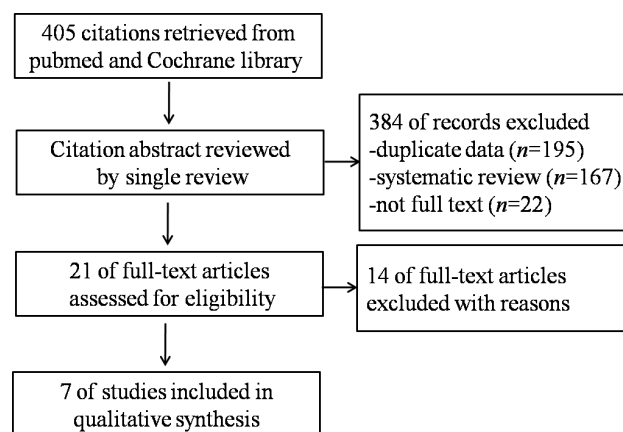 405 citations retrieved from
pubmed and Cochrane library
Citation abstract reviewed
by single review
384 of records excluded
-duplicate data (n=195)
-systematic review (n=167)
-not full text (n=22)
21 of full-text articles
assessed for eligibility
14 of full-text articles
excluded with reasons
7 of studies included in
qualitative synthesis